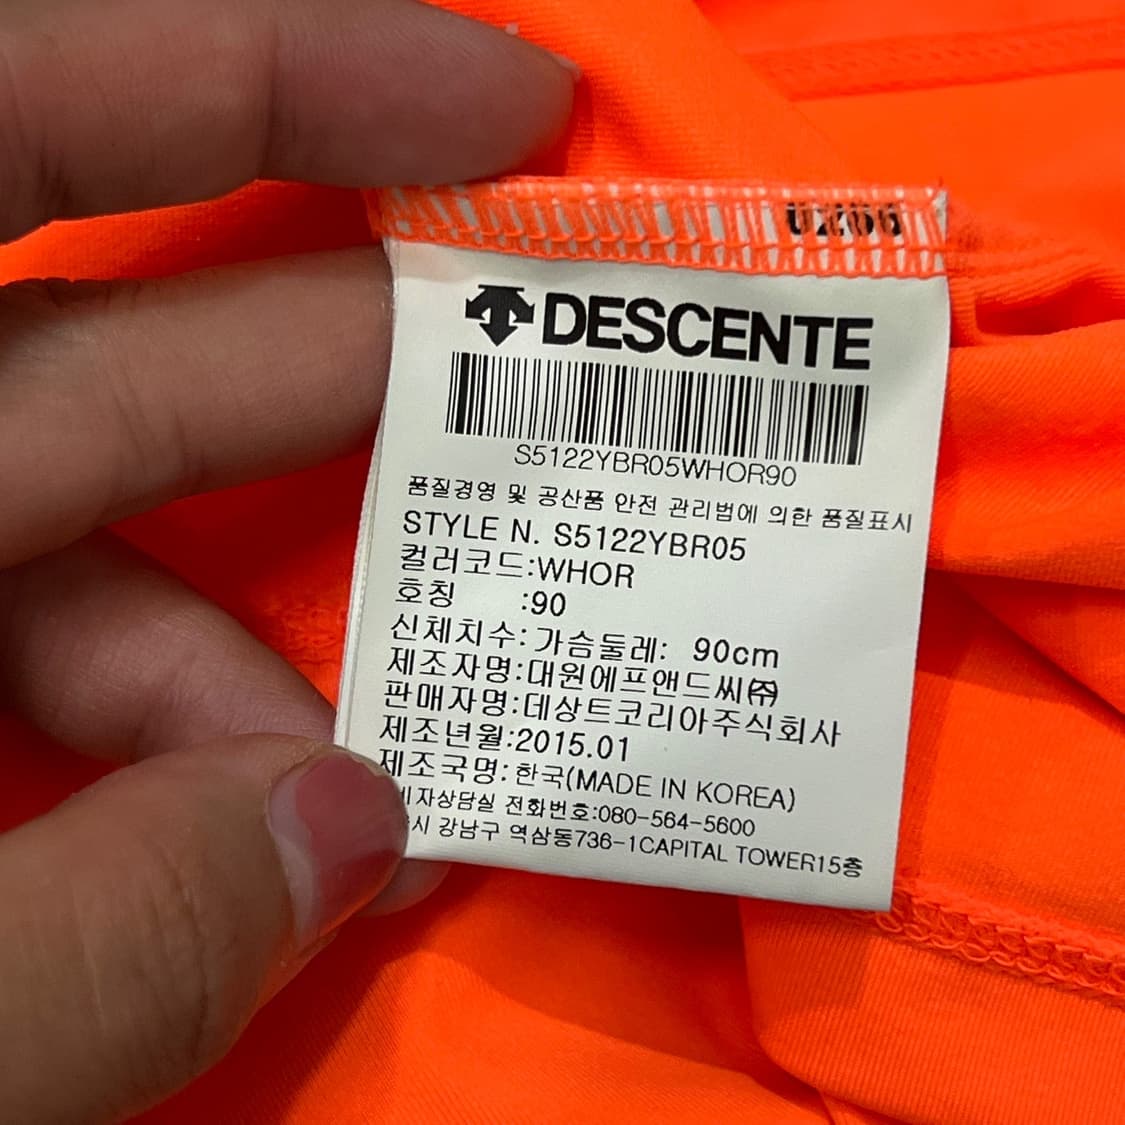 DESCENTE
S5122YBR05WHOR90
품질경영 및 공산품 안전 관리법에 의한 품질표시
STYLE N. S5122YBR05
컬러코드:WHOR
호칭 :90
신체치수:가슴둘레: 90cm
제조자명:대원에프앤드씨㈜
판매자명:데상트코리아주식회사
제조년월:2015.01
제조국명:한국(MADE IN KOREA)
전화번호:080-564-5600
강남구 역삼동736-1CAPITAL TOWER15층